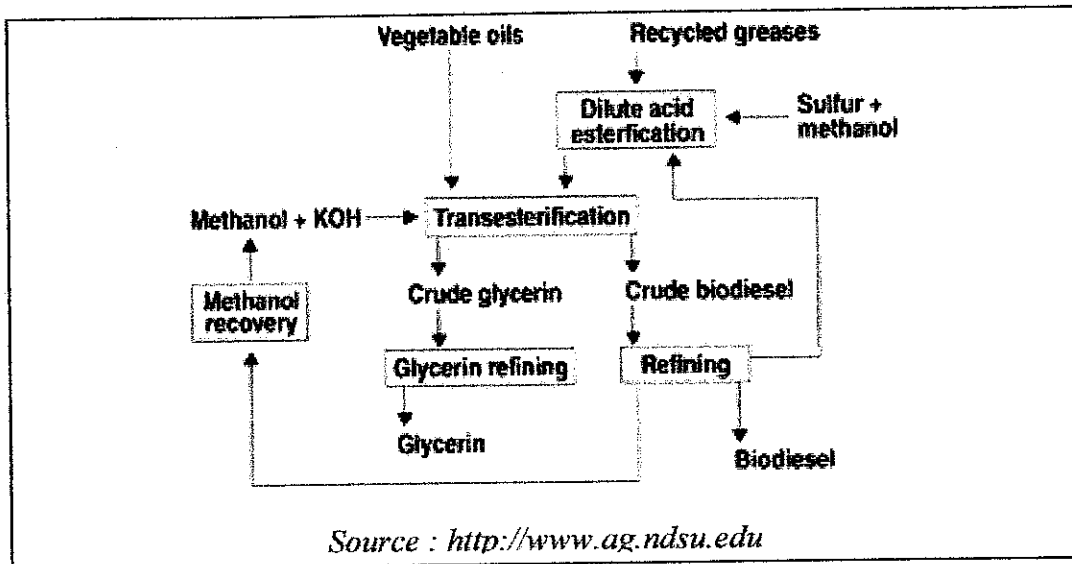 Vegetable oils
Recycled greases
Dilute acid
esterfication
Sulfur +
methanol
Methanol + KOH
Transesterification
Methanol
recovery
Crude glycerin
Crude biodiesel
Glycerin refining
Refining
Glycerin
Biodiesel
Source : http://www.ag.ndsu.edu